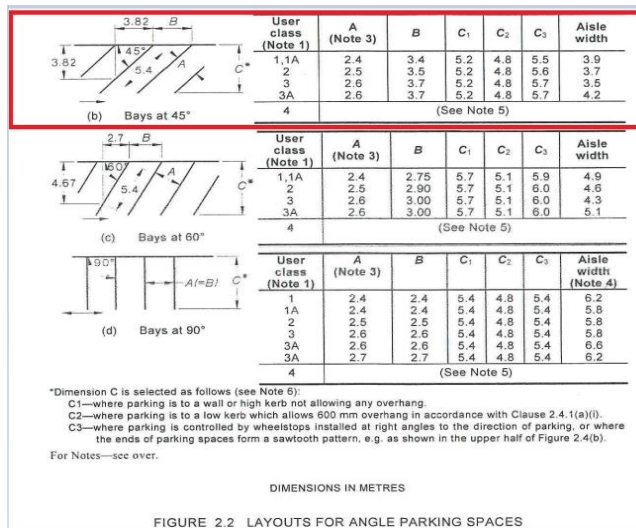 3.82 B
3.82 45° 5.4 A C*
(b) Bays at 45°
User class (Note 1) A (Note 3) B C₁ C₂ C₃ Aisle width
1,1A 2.4 3.4 5.2 4.8 5.5 3.9
2 2.5 3.5 5.2 4.8 5.6 3.7
3 2.6 3.7 5.2 4.8 5.7 3.5
3A 2.6 3.7 5.2 4.8 5.7 4.2
4 (See Note 5)
2.7 B
4.67 60° 5.4 A C*
(c) Bays at 60°
User class (Note 1) A (Note 3) B C₁ C₂ C₃ Aisle width
1,1A 2.4 2.75 5.7 5.1 5.9 4.9
2 2.5 2.90 5.7 5.1 6.0 4.6
3 2.6 3.00 5.7 5.1 6.0 4.3
3A 2.6 3.00 5.7 5.1 6.0 5.1
4 (See Note 5)
90° A(=B) C*
(d) Bays at 90°
User class (Note 1) A (Note 3) B C₁ C₂ C₃ Aisle width (Note 4)
1 2.4 2.4 5.4 4.8 5.4 6.2
1A 2.4 2.4 5.4 4.8 5.4 5.8
2 2.5 2.5 5.4 4.8 5.4 5.8
3 2.6 2.6 5.4 4.8 5.4 5.8
3A 2.6 2.6 5.4 4.8 5.4 6.6
3A 2.7 2.7 5.4 4.8 5.4 6.2
4 (See Note 5)
*Dimension C is selected as follows (see Note 6):
C1—where parking is to a wall or high kerb not allowing any overhang.
C2—where parking is to a low kerb which allows 600 mm overhang in accordance with Clause 2.4.1(a)(i).
C3—where parking is controlled by wheelstops installed at right angles to the direction of parking, or where
the ends of parking spaces form a sawtooth pattern, e.g. as shown in the upper half of Figure 2.4(b).
For Notes—see over.
DIMENSIONS IN METRES
FIGURE 2.2 LAYOUTS FOR ANGLE PARKING SPACES